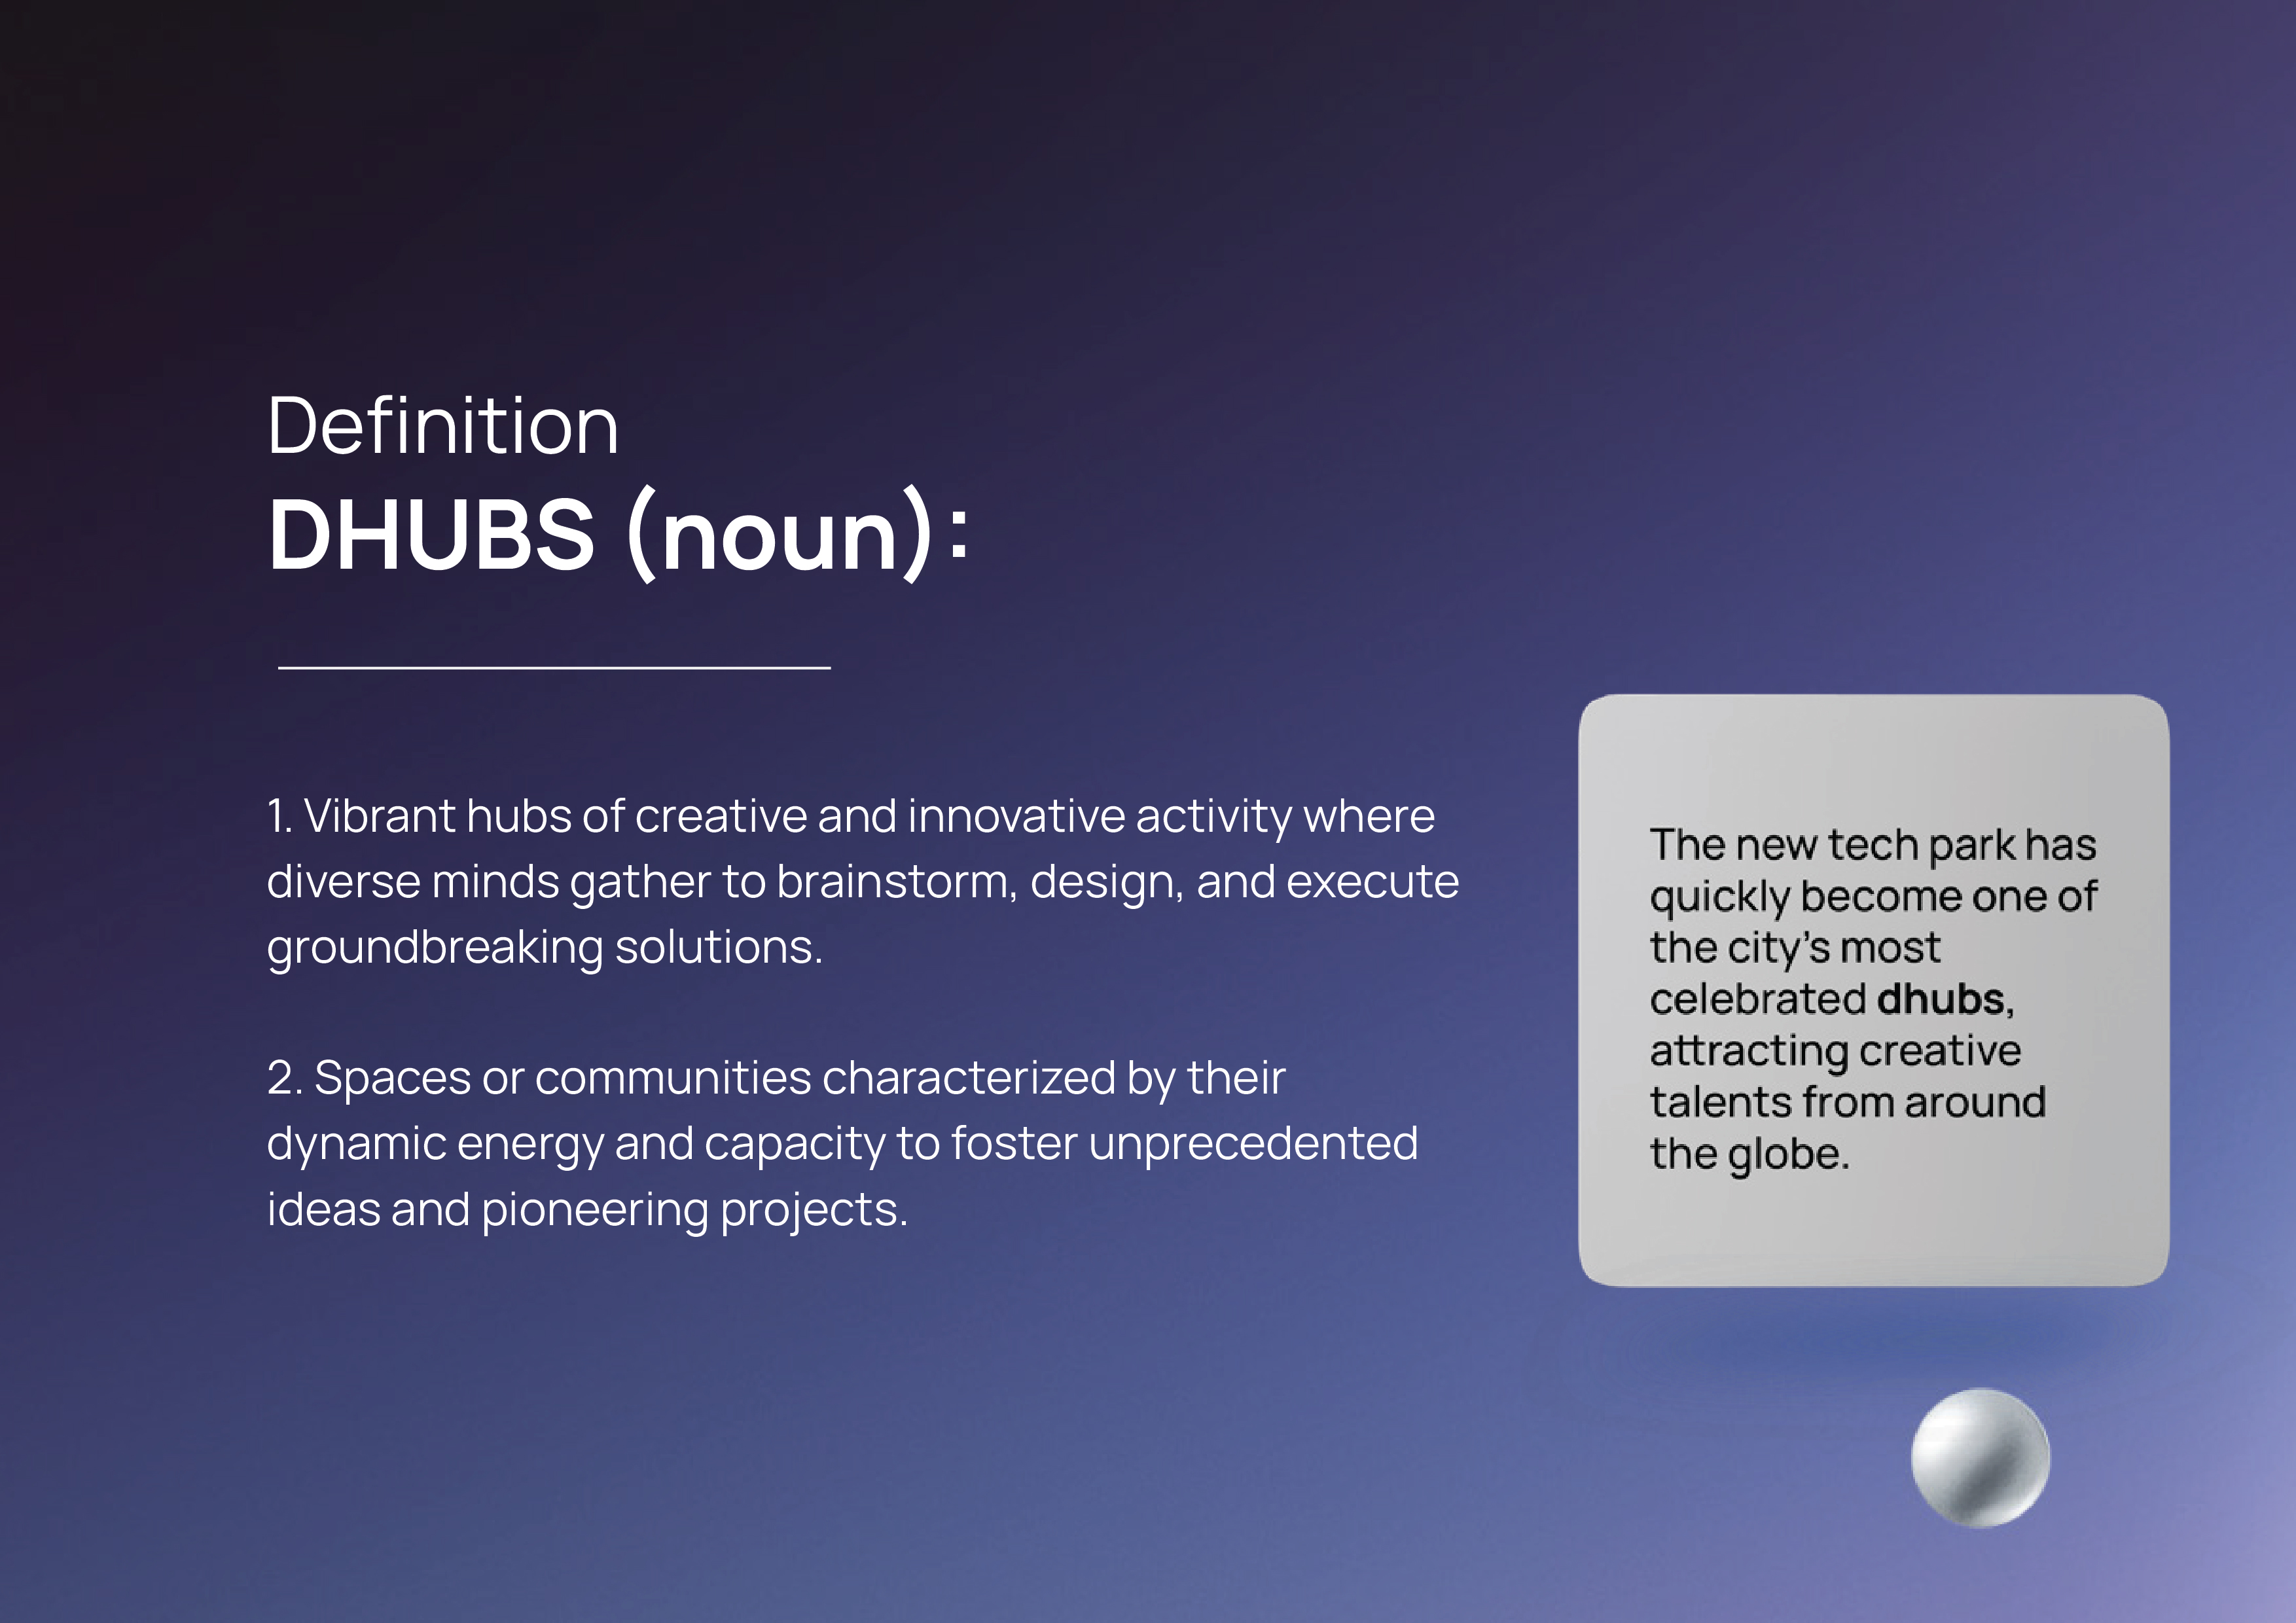 Definition
DHUBS (noun):
1. Vibrant hubs of creative and innovative activity where
diverse minds gather to brainstorm, design, and execute
groundbreaking solutions.
2. Spaces or communities characterized by their
dynamic energy and capacity to foster unprecedented
ideas and pioneering projects.
The new tech park has
quickly become one of
the city’s most
celebrated dhubs,
attracting creative
talents from around
the globe.